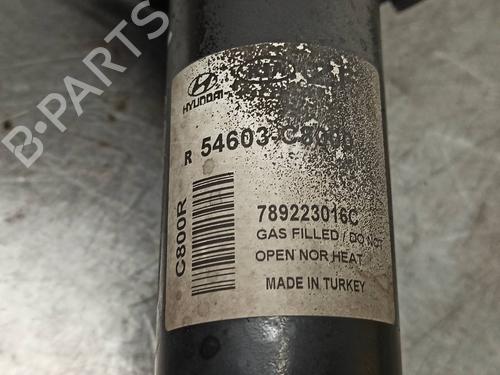 HYUNDAI
R 54603-C8000
C800R
789223016C
GAS FILLED / DO NOT
OPEN NOR HEAT
MADE IN TURKEY
B-PARTS